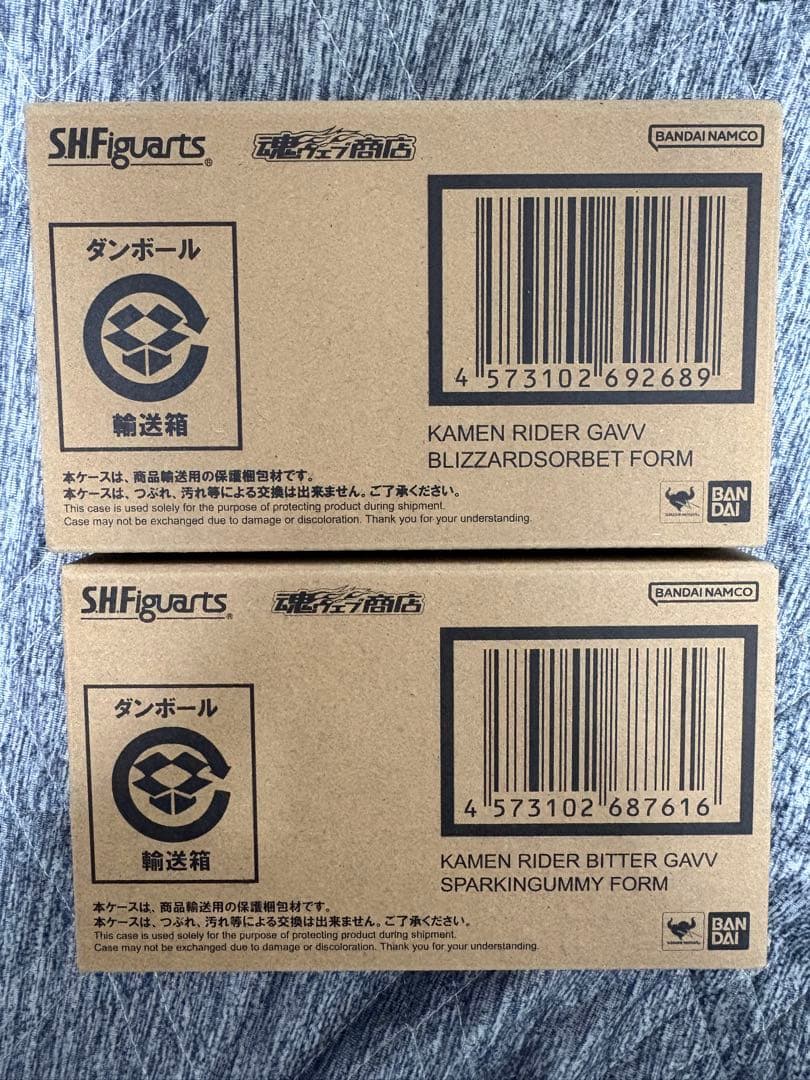 S.H.Figuarts®
魂ウェブ商店
BANDAI NAMCO
ダンボール
輸送箱
4 573102 692689
KAMEN RIDER GAVV
BLIZZARDSORBET FORM
本ケースは、商品輸送用の保護梱包材です。
本ケースは、つぶれ、汚れ等による交換は出来ません。ご了承ください。
This case is used solely for the purpose of protecting product during shipment.
Case may not be exchanged due to damage or discoloration. Thank you for your understanding.
BAN
DAI
S.H.Figuarts®
魂ウェブ商店
BANDAI NAMCO
ダンボール
輸送箱
4 573102 687616
KAMEN RIDER BITTER GAVV
SPARKINGUMMY FORM
本ケースは、商品輸送用の保護梱包材です。
本ケースは、つぶれ、汚れ等による交換は出来ません。ご了承ください。
This case is used solely for the purpose of protecting product during shipment.
Case may not be exchanged due to damage or discoloration. Thank you for your understanding.
BAN
DAI